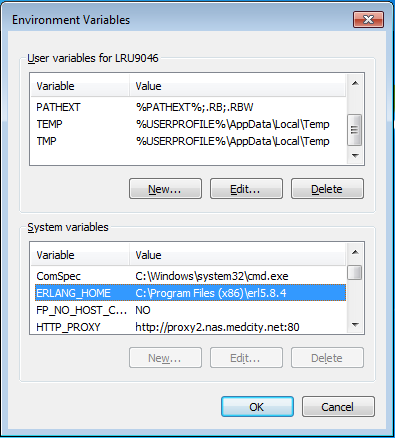 Environment Variables
User variables for LRU9046
Variable Value
PATHEXT %PATHEXT%;.RB;.RBW
TEMP %USERPROFILE%\AppData\Local\Temp
TMP %USERPROFILE%\AppData\Local\Temp
New... Edit... Delete
System variables
Variable Value
ComSpec C:\Windows\system32\cmd.exe
ERLANG_HOME C:\Program Files (x86)\erl5.8.4
FP_NO_HOST_C... NO
HTTP_PROXY http://proxy2.nas.medcity.net:80
New... Edit... Delete
OK Cancel